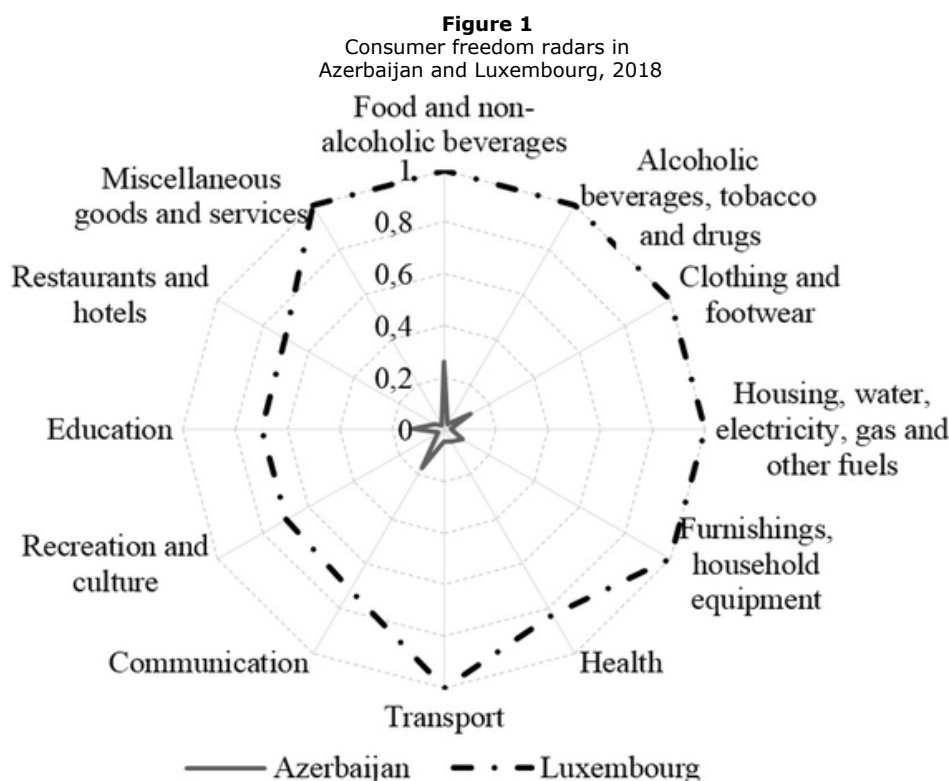 Figure 1
Consumer freedom radars in
Azerbaijan and Luxembourg, 2018
Food and non-
alcoholic beverages
Alcoholic
beverages, tobacco
and drugs
Clothing and
footwear
Housing, water,
electricity, gas and
other fuels
Furnishings,
household
equipment
Health
Transport
Communication
Recreation and
culture
Education
Restaurants and
hotels
Miscellaneous
goods and services
1
0,8
0,6
0,4
0,2
0
Azerbaijan
Luxembourg